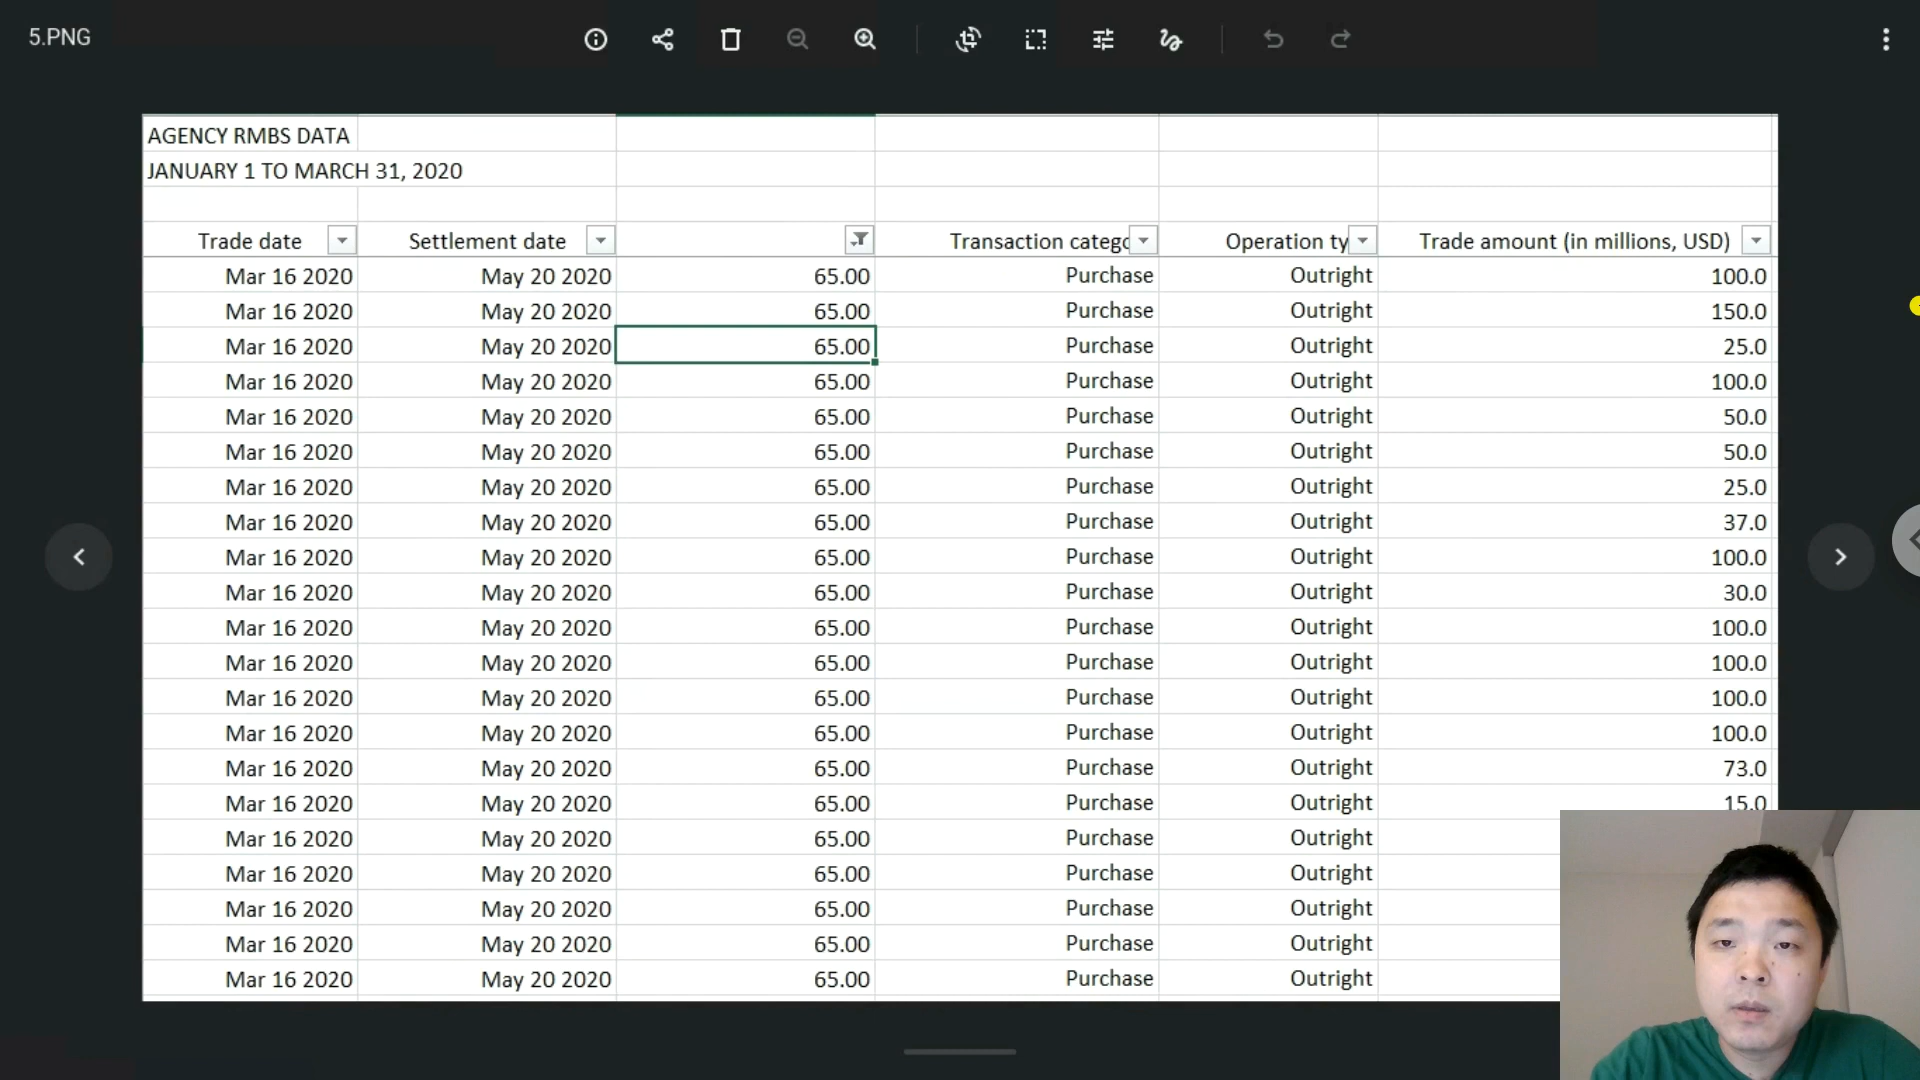 5.PNG
AGENCY RMBS DATA
JANUARY 1 TO MARCH 31, 2020
Trade date Settlement date Transaction catego Operation ty Trade amount (in millions, USD)
Mar 16 2020 May 20 2020 65.00 Purchase Outright 100.0
Mar 16 2020 May 20 2020 65.00 Purchase Outright 150.0
Mar 16 2020 May 20 2020 65.00 Purchase Outright 25.0
Mar 16 2020 May 20 2020 65.00 Purchase Outright 100.0
Mar 16 2020 May 20 2020 65.00 Purchase Outright 50.0
Mar 16 2020 May 20 2020 65.00 Purchase Outright 50.0
Mar 16 2020 May 20 2020 65.00 Purchase Outright 25.0
Mar 16 2020 May 20 2020 65.00 Purchase Outright 37.0
Mar 16 2020 May 20 2020 65.00 Purchase Outright 100.0
Mar 16 2020 May 20 2020 65.00 Purchase Outright 30.0
Mar 16 2020 May 20 2020 65.00 Purchase Outright 100.0
Mar 16 2020 May 20 2020 65.00 Purchase Outright 100.0
Mar 16 2020 May 20 2020 65.00 Purchase Outright 100.0
Mar 16 2020 May 20 2020 65.00 Purchase Outright 100.0
Mar 16 2020 May 20 2020 65.00 Purchase Outright 73.0
Mar 16 2020 May 20 2020 65.00 Purchase Outright 15.0
Mar 16 2020 May 20 2020 65.00 Purchase Outright
Mar 16 2020 May 20 2020 65.00 Purchase Outright
Mar 16 2020 May 20 2020 65.00 Purchase Outright
Mar 16 2020 May 20 2020 65.00 Purchase Outright
Mar 16 2020 May 20 2020 65.00 Purchase Outright